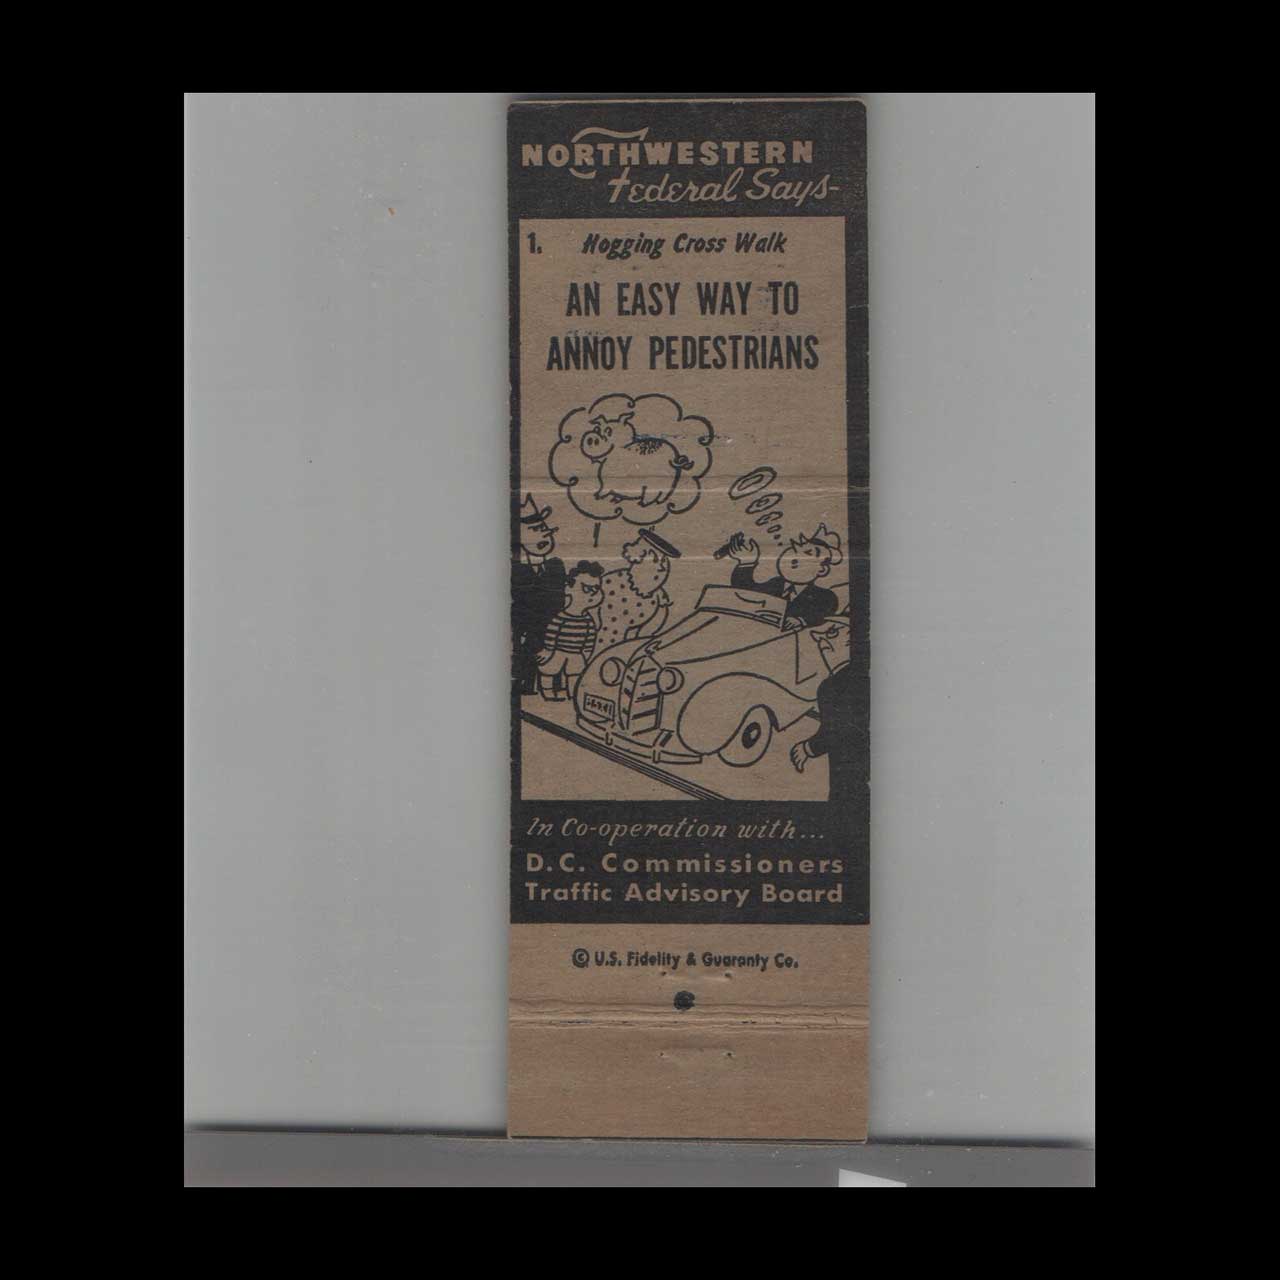 NORTHWESTERN
Federal Says-
1. Hogging Cross Walk
AN EASY WAY TO
ANNOY PEDESTRIANS
In Co-operation with...
D.C. Commissioners
Traffic Advisory Board
© U.S. Fidelity & Guaranty Co.